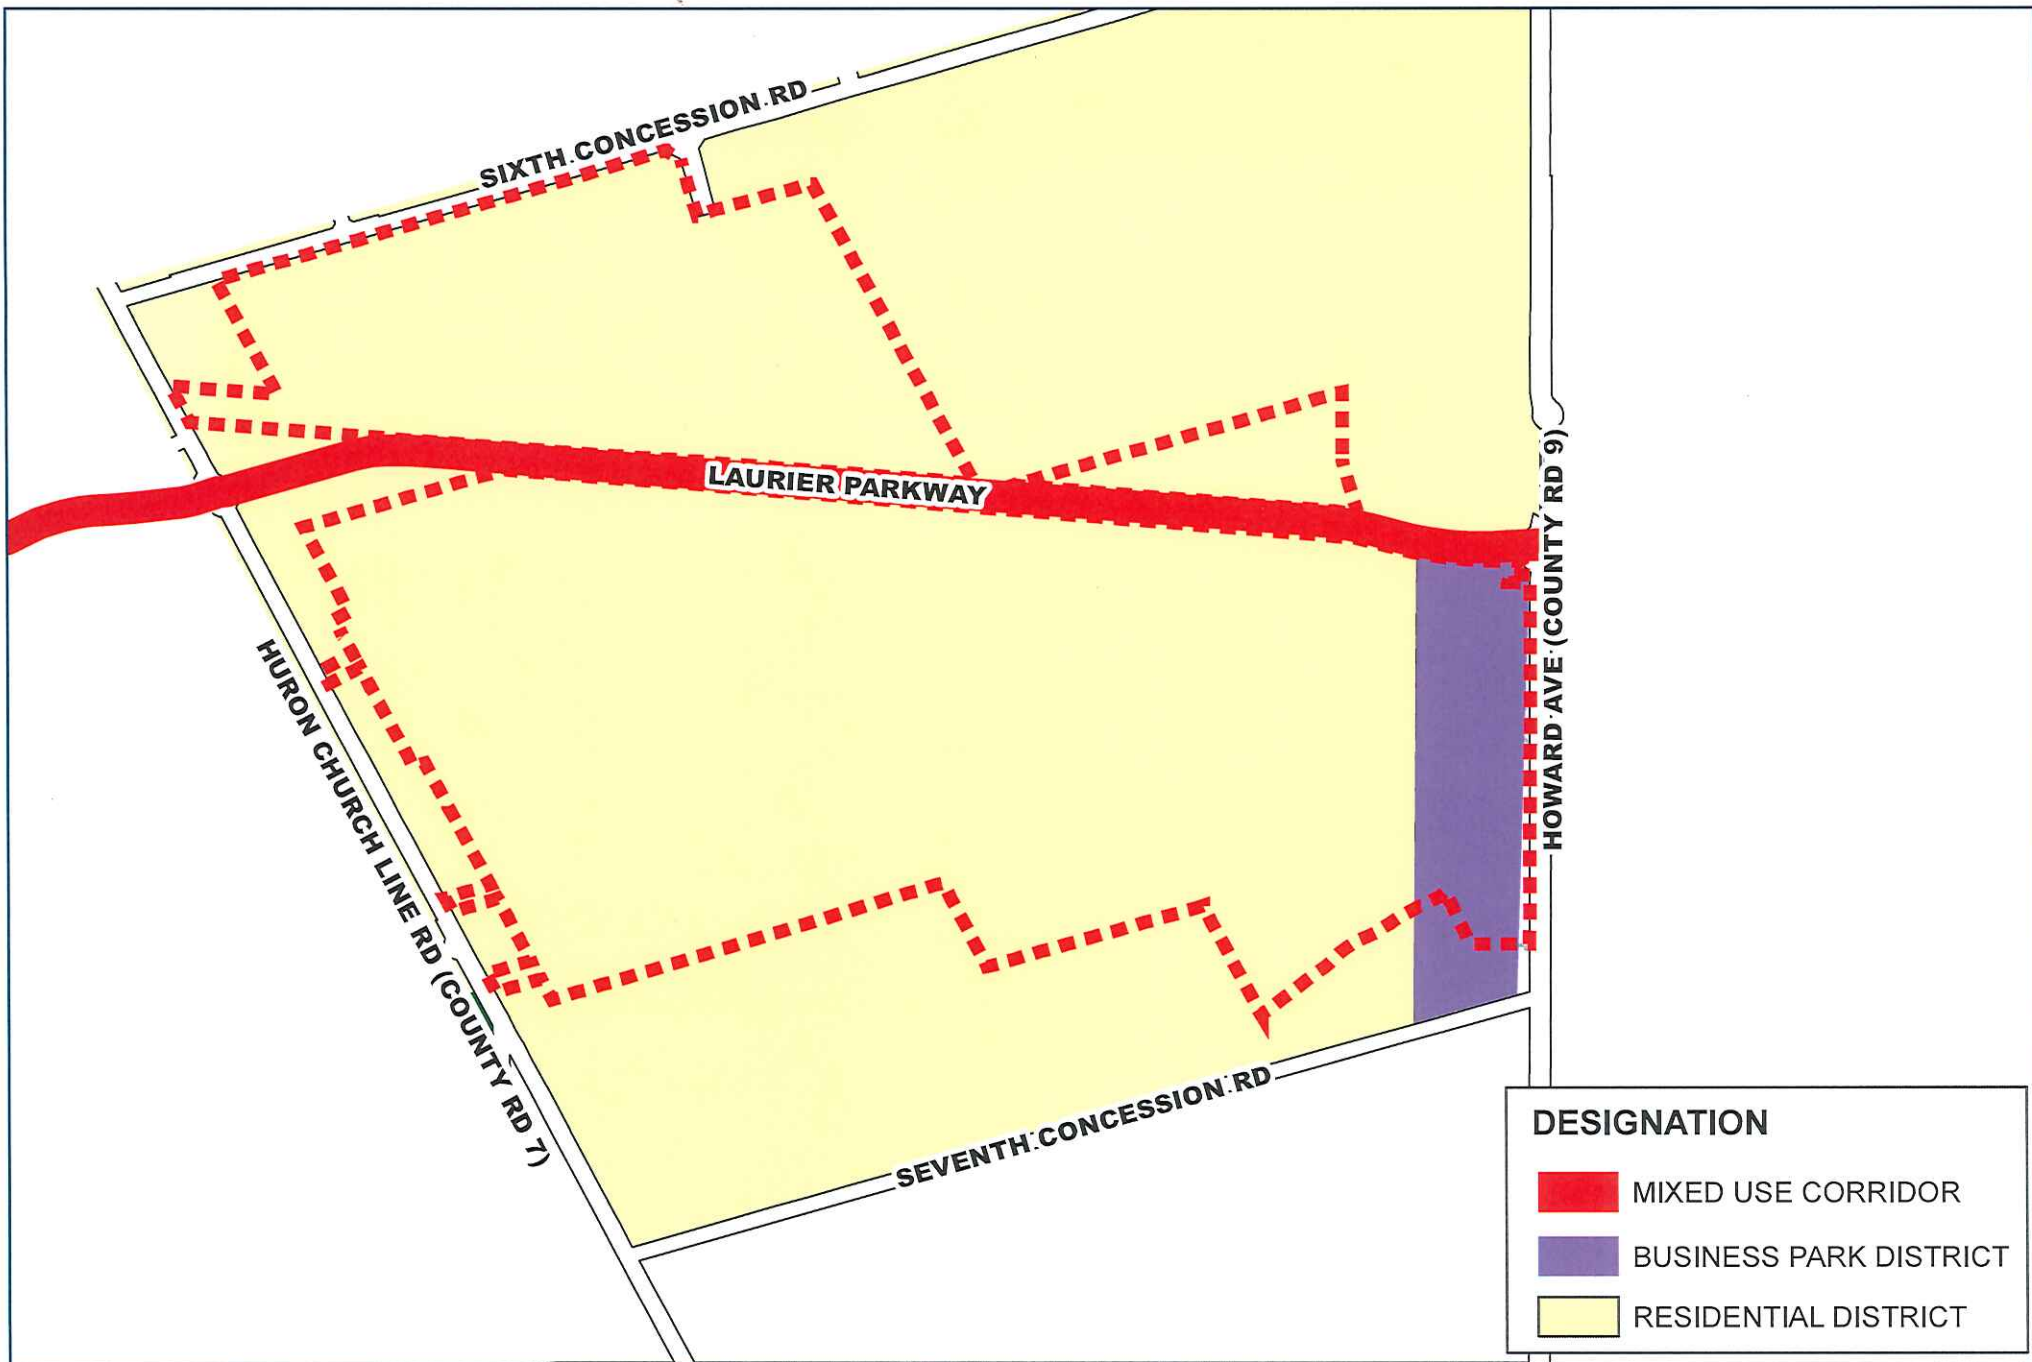 SIXTH CONCESSION RD
LAURIER PARKWAY
HOWARD AVE (COUNTY RD 9)
HURON CHURCH LINE RD (COUNTY RD 7)
SEVENTH CONCESSION RD
DESIGNATION
MIXED USE CORRIDOR
BUSINESS PARK DISTRICT
RESIDENTIAL DISTRICT